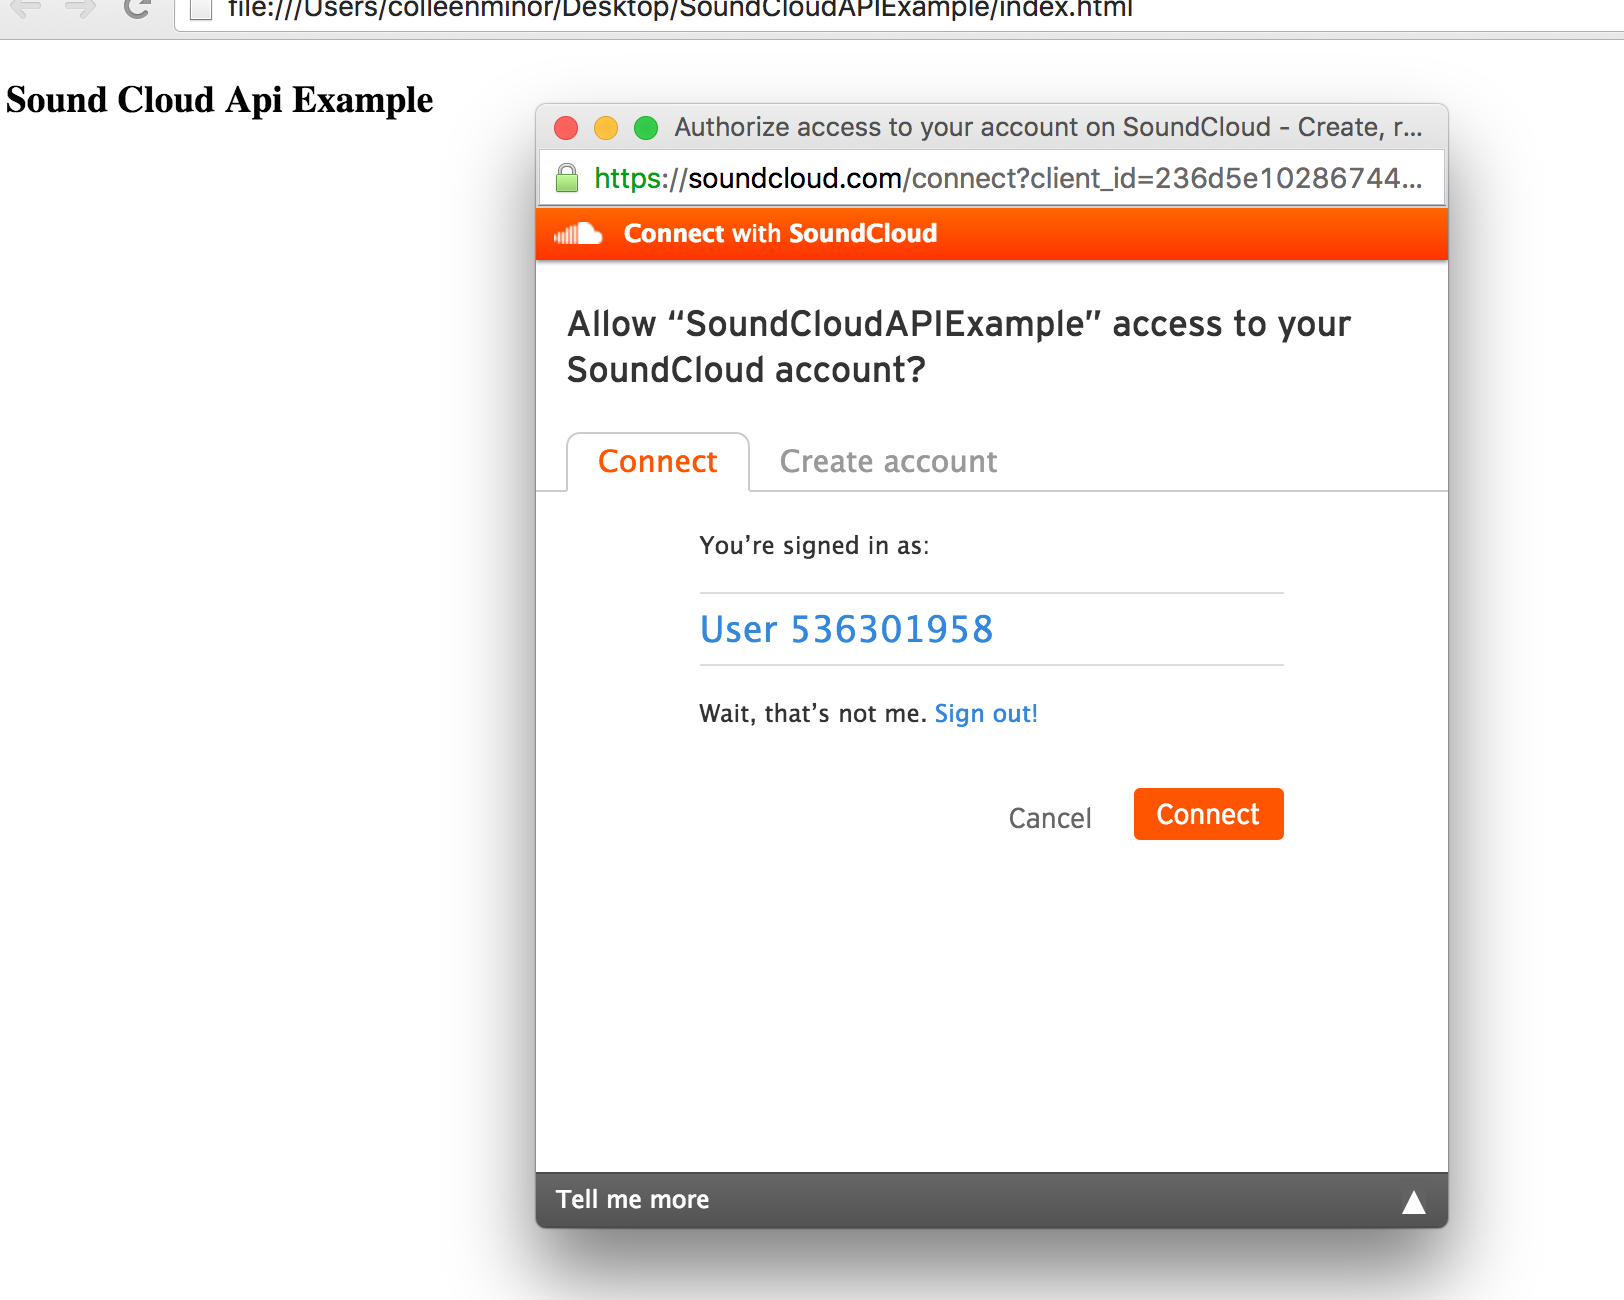 file:///Users/colleenminor/Desktop/SoundCloudAPIExample/index.html
Sound Cloud Api Example
Authorize access to your account on SoundCloud - Create, r...
https://soundcloud.com/connect?client_id=236d5e10286744...
Connect with SoundCloud
Allow “SoundCloudAPIExample” access to your
SoundCloud account?
Connect Create account
You’re signed in as:
User 536301958
Wait, that’s not me. Sign out!
Cancel Connect
Tell me more